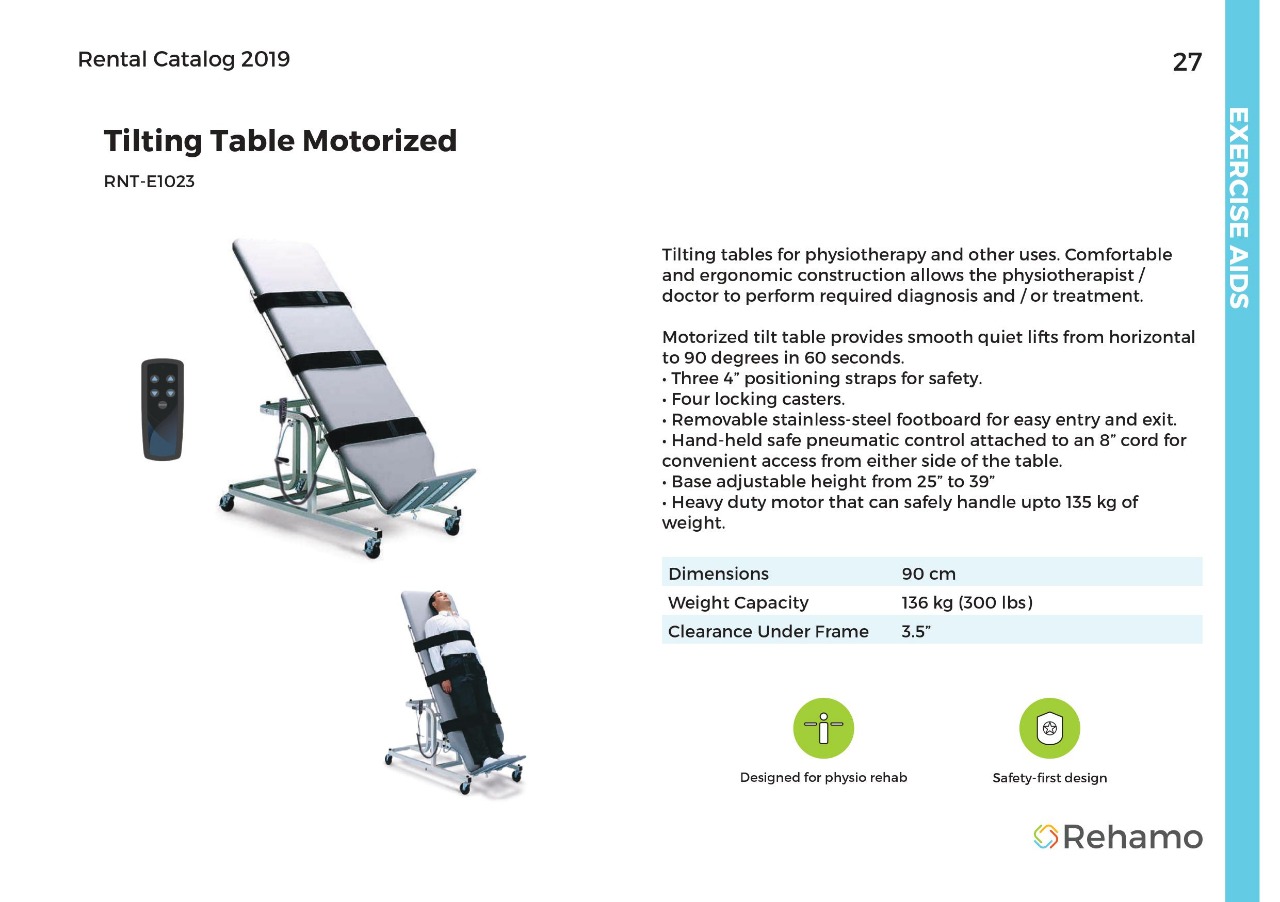 Rental Catalog 2019
27
EXERCISE AIDS
Tilting Table Motorized
RNT-E1023
Tilting tables for physiotherapy and other uses. Comfortable
and ergonomic construction allows the physiotherapist /
doctor to perform required diagnosis and / or treatment.
Motorized tilt table provides smooth quiet lifts from horizontal
to 90 degrees in 60 seconds.
• Three 4” positioning straps for safety.
• Four locking casters.
• Removable stainless-steel footboard for easy entry and exit.
• Hand-held safe pneumatic control attached to an 8” cord for
convenient access from either side of the table.
• Base adjustable height from 25” to 39”
• Heavy duty motor that can safely handle upto 135 kg of
weight.
Dimensions 90 cm
Weight Capacity 136 kg (300 lbs)
Clearance Under Frame 3.5”
Designed for physio rehab
Safety-first design
Rehamo